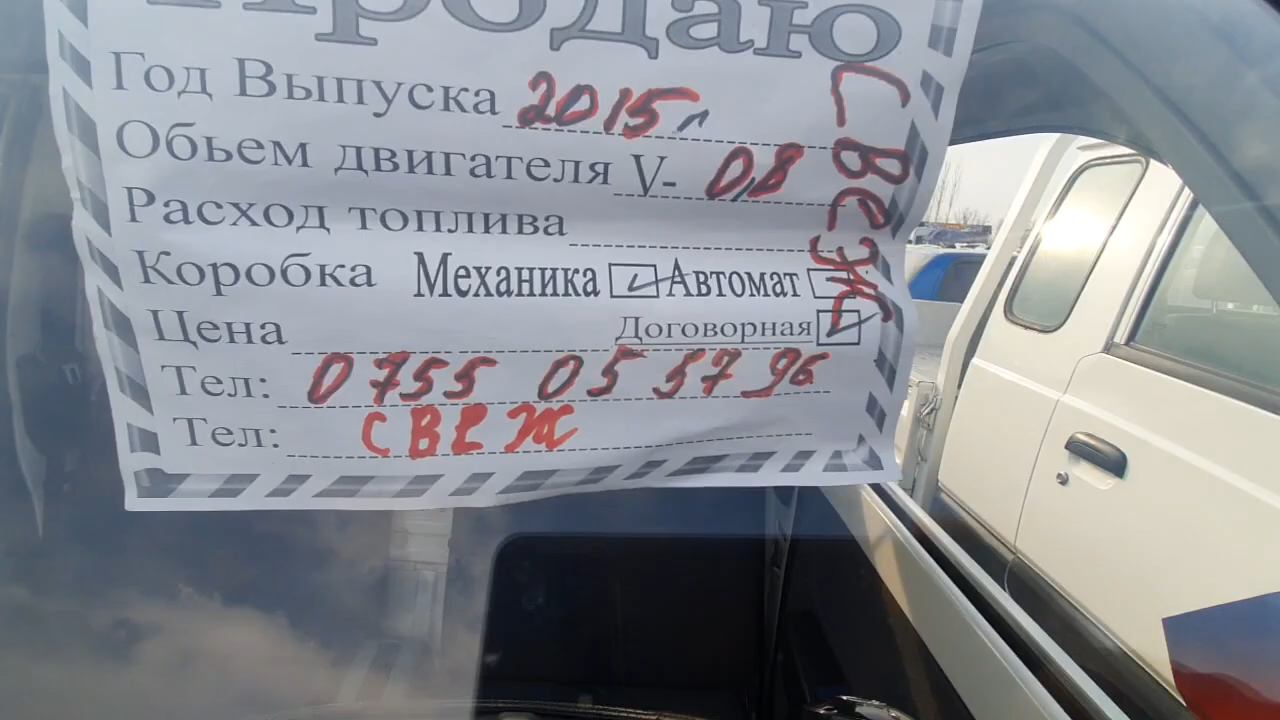 Продаю
Год Выпуска 2015г
Обьем двигателя V- 0,8
Расход топлива
Коробка Механика Автомат
Цена Договорная
Тел: 0755 05 57 96
Тел: СВЕЖ
СВЕЖ